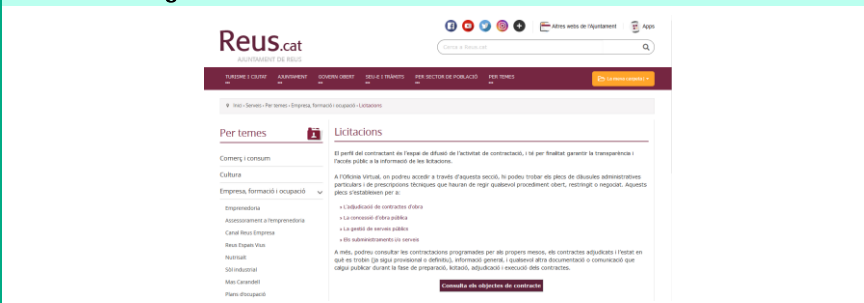 Reus.cat
AJUNTAMENT DE REUS
Altres webs de l'Ajuntament
Apps
Cerca a Reus.cat
TURISME I CIUTAT AJUNTAMENT GOVERN OBERT SEU-E I TRÀMITS PER SECTOR DE POBLACIÓ PER TEMES
Inici › Serveis › Per temes › Empresa, formació i ocupació › Licitacions
Per temes
Comerç i consum
Cultura
Empresa, formació i ocupació
Emprenedoria
Assessorament a l'emprenedoria
Canal Reus Empresa
Reus Espais Vius
Nutrisalt
Sòl industrial
Mas Carandell
Plans d'ocupació
Licitacions
El perfil del contractant és l'espai de difusió de l'activitat de contractació, i té per finalitat garantir la transparència i
l'accés públic a la informació de les licitacions.
A l'Oficina Virtual, on podreu accedir a través d'aquesta secció, hi podeu trobar els plecs de clàusules administratives
particulars i de prescripcions tècniques que hauran de regir qualsevol procediment obert, restringit o negociat. Aquests
plecs s'estableixen per a:
» L'adjudicació de contractes d'obra
» La concessió d'obra pública
» La gestió de serveis públics
» Els subministraments i/o serveis
A més, podreu consultar les contractacions programades per als propers mesos, els contractes adjudicats i l'estat en
què es trobin (ja sigui provisional o definitiu), informació general, i qualsevol altra documentació o comunicació que
calgui publicar durant la fase de preparació, licitació, adjudicació i execució dels contractes.
Consulta els objectes de contracte